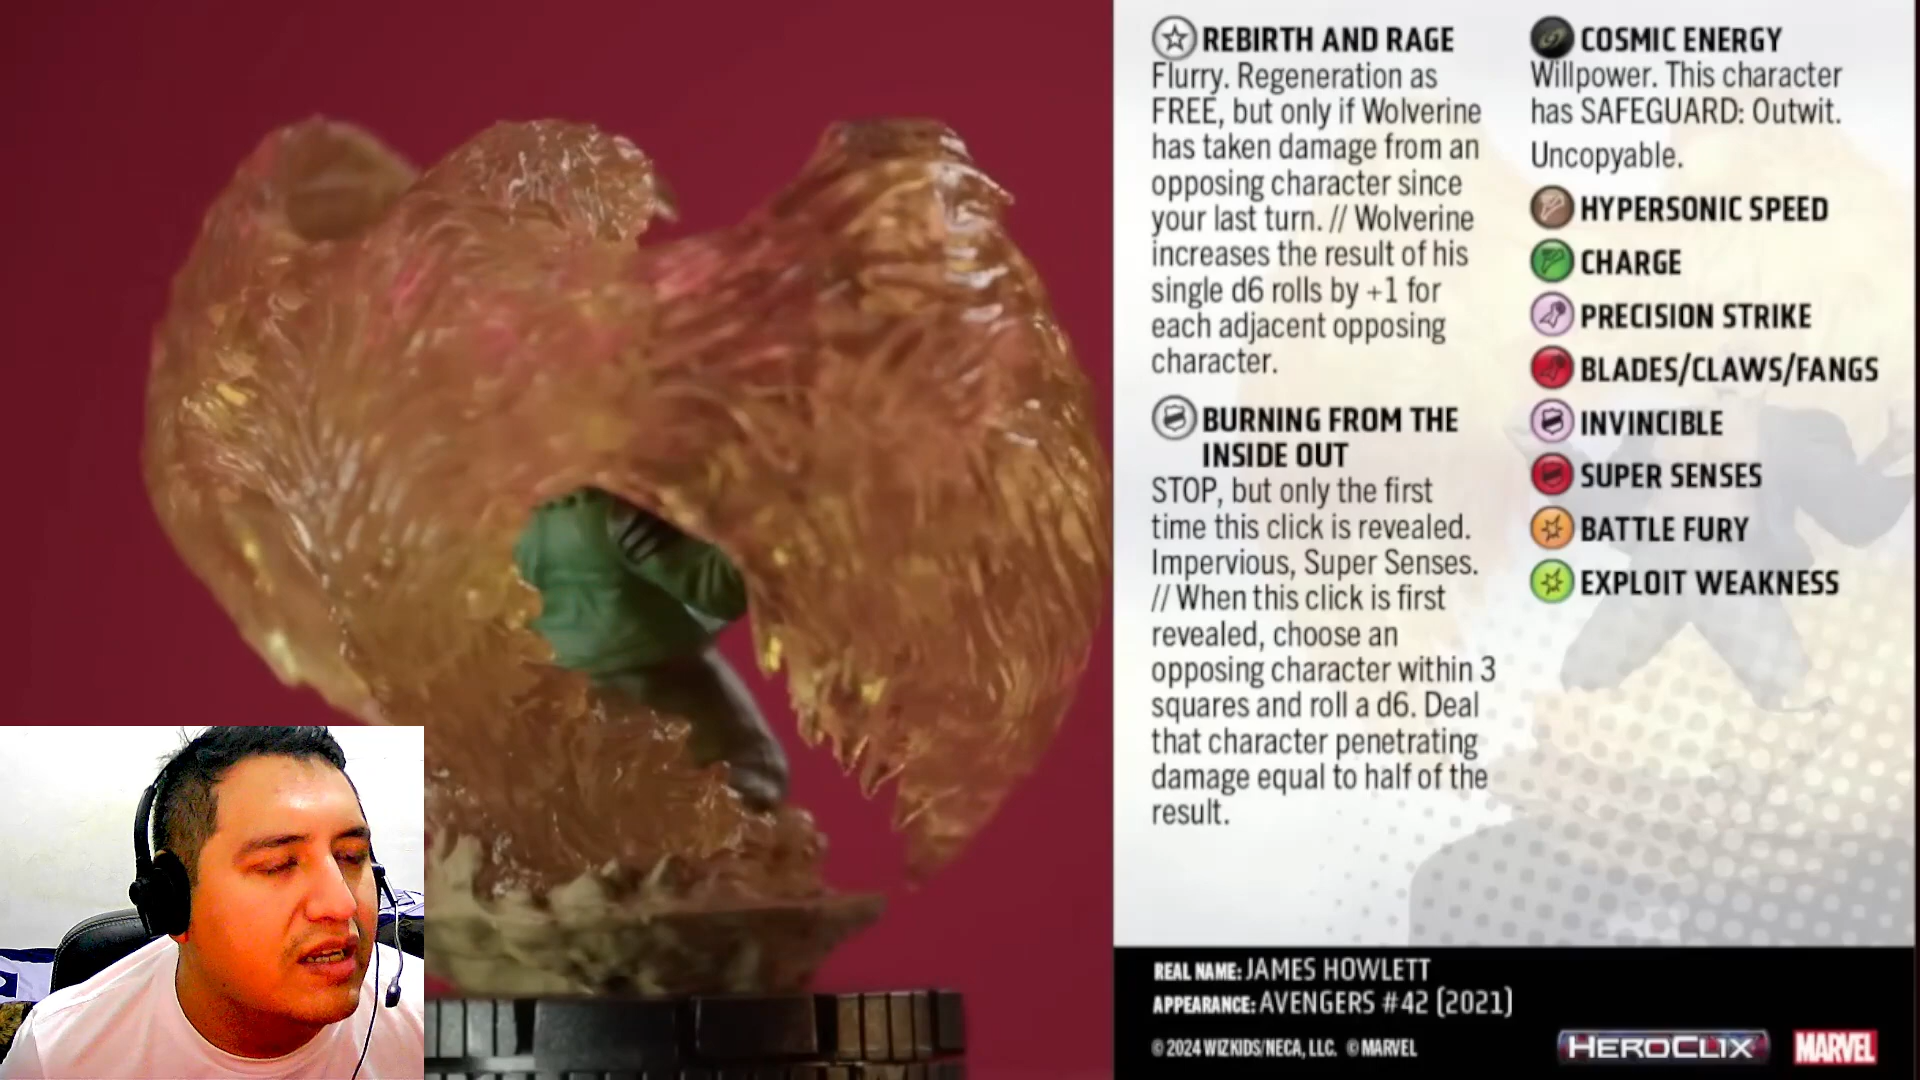 REBIRTH AND RAGE
Flurry. Regeneration as
FREE, but only if Wolverine
has taken damage from an
opposing character since
your last turn. // Wolverine
increases the result of his
single d6 rolls by +1 for
each adjacent opposing
character.
BURNING FROM THE
INSIDE OUT
STOP, but only the first
time this click is revealed.
Impervious, Super Senses.
// When this click is first
revealed, choose an
opposing character within 3
squares and roll a d6. Deal
that character penetrating
damage equal to half of the
result.
COSMIC ENERGY
Willpower. This character
has SAFEGUARD: Outwit.
Uncopyable.
HYPERSONIC SPEED
CHARGE
PRECISION STRIKE
BLADES/CLAWS/FANGS
INVINCIBLE
SUPER SENSES
BATTLE FURY
EXPLOIT WEAKNESS
REAL NAME: JAMES HOWLETT
APPEARANCE: AVENGERS #42 (2021)
© 2024 WIZKIDS/NECA, LLC. © MARVEL
HEROCLIX
MARVEL